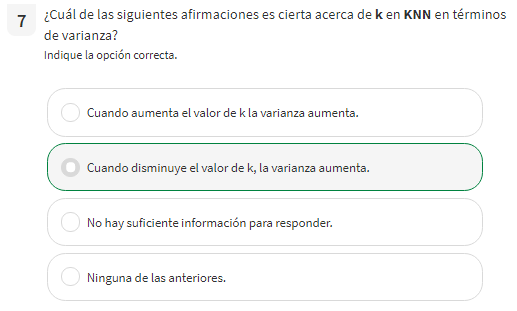 7
¿Cuál de las siguientes afirmaciones es cierta acerca de k en KNN en términos
de varianza?
Indique la opción correcta.
Cuando aumenta el valor de k la varianza aumenta.
Cuando disminuye el valor de k, la varianza aumenta.
No hay suficiente información para responder.
Ninguna de las anteriores.